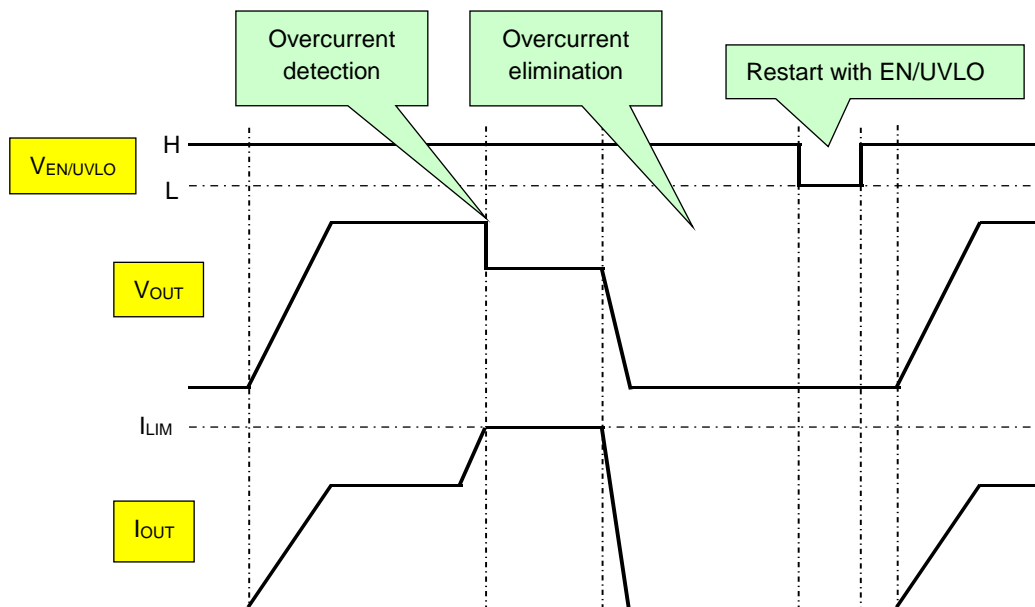 Overcurrent
detection
Overcurrent
elimination
Restart with EN/UVLO
VEN/UVLO
H
L
VOUT
ILIM
IOUT